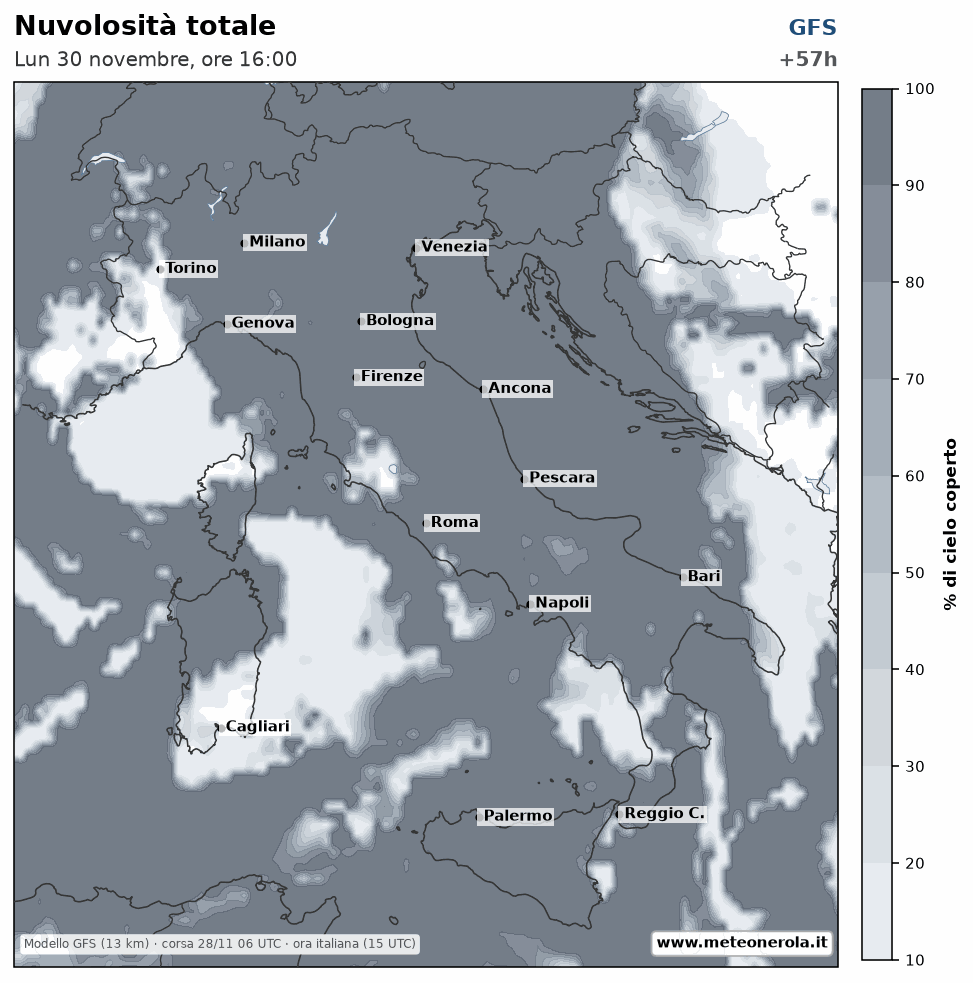 Nuvolosità totale
GFS
Lun 30 novembre, ore 16:00
+57h
100
90
80
70
60
50
40
30
20
10
% di cielo coperto
Milano
Venezia
Torino
Genova
Bologna
Firenze
Ancona
Pescara
Roma
Bari
Napoli
Cagliari
Palermo
Reggio C.
Modello GFS (13 km) · corsa 28/11 06 UTC · ora italiana (15 UTC)
www.meteonerola.it